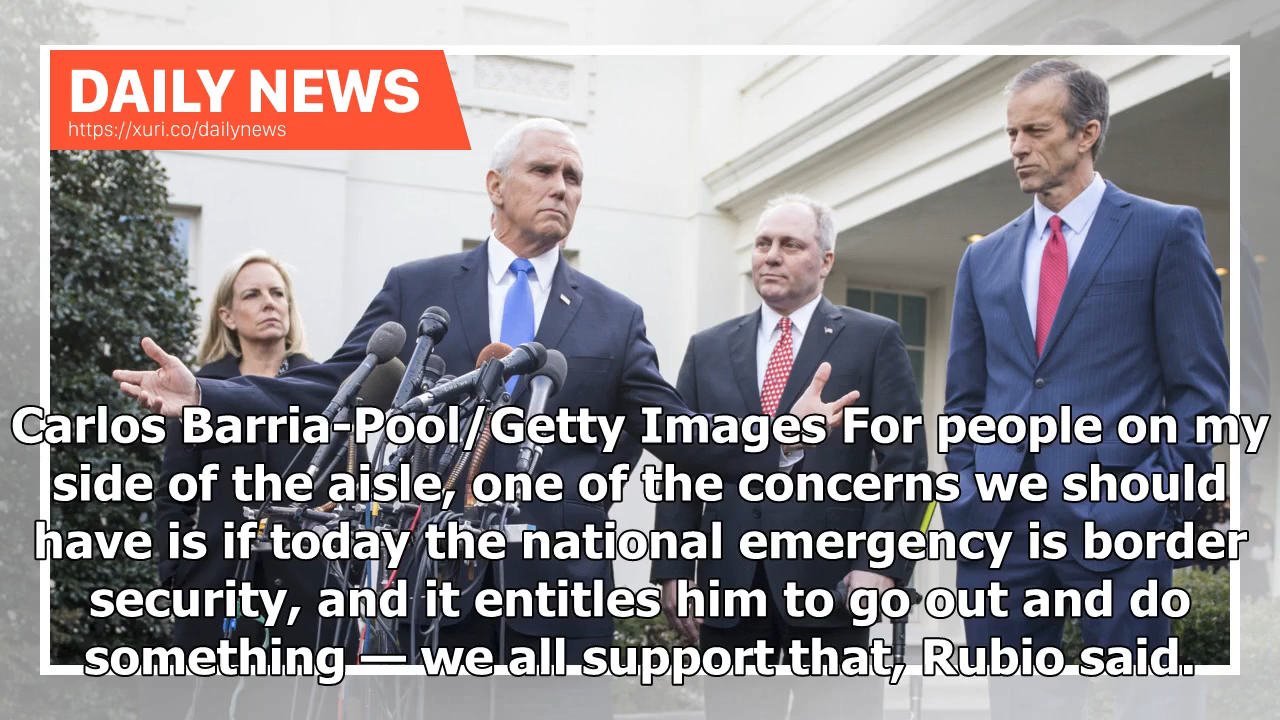 DAILY NEWS
https://xuri.co/dailynews
Carlos Barria-Pool/Getty Images For people on my
side of the aisle, one of the concerns we should
have is if today the national emergency is border
security, and it entitles him to go out and do
something — we all support that, Rubio said.